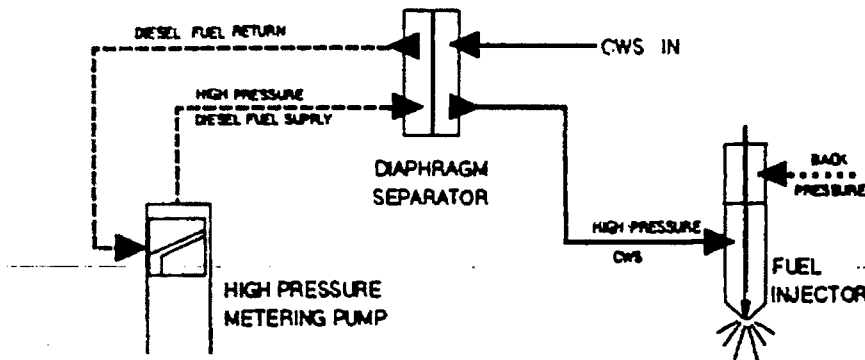 DIESEL FUEL RETURN
CWS IN
HIGH PRESSURE
DIESEL FUEL SUPPLY
DIAPHRAGM
SEPARATOR
BACK
PRESSURE
HIGH PRESSURE
CWS
FUEL
INJECTOR
HIGH PRESSURE
METERING PUMP